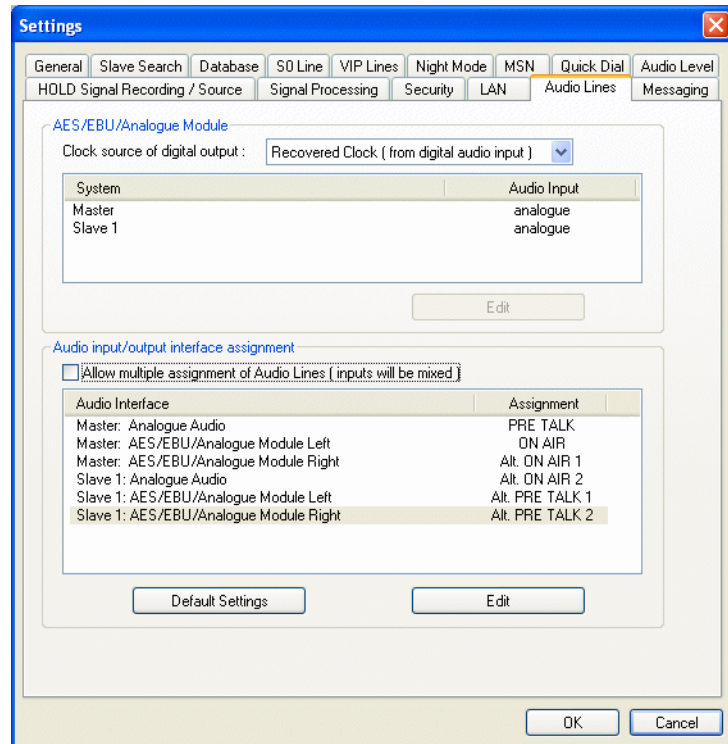 Settings
General Slave Search Database S0 Line VIP Lines Night Mode MSN Quick Dial Audio Level
HOLD Signal Recording / Source Signal Processing Security LAN Audio Lines Messaging
AES/EBU/Analogue Module
Clock source of digital output : Recovered Clock ( from digital audio input )
System Audio Input
Master analogue
Slave 1 analogue
Edit
Audio input/output interface assignment
Allow multiple assignment of Audio Lines ( inputs will be mixed )
Audio Interface Assignment
Master: Analogue Audio PRE TALK
Master: AES/EBU/Analogue Module Left ON AIR
Master: AES/EBU/Analogue Module Right Alt. ON AIR 1
Slave 1: Analogue Audio Alt. ON AIR 2
Slave 1: AES/EBU/Analogue Module Left Alt. PRE TALK 1
Slave 1: AES/EBU/Analogue Module Right Alt. PRE TALK 2
Default Settings Edit
OK Cancel